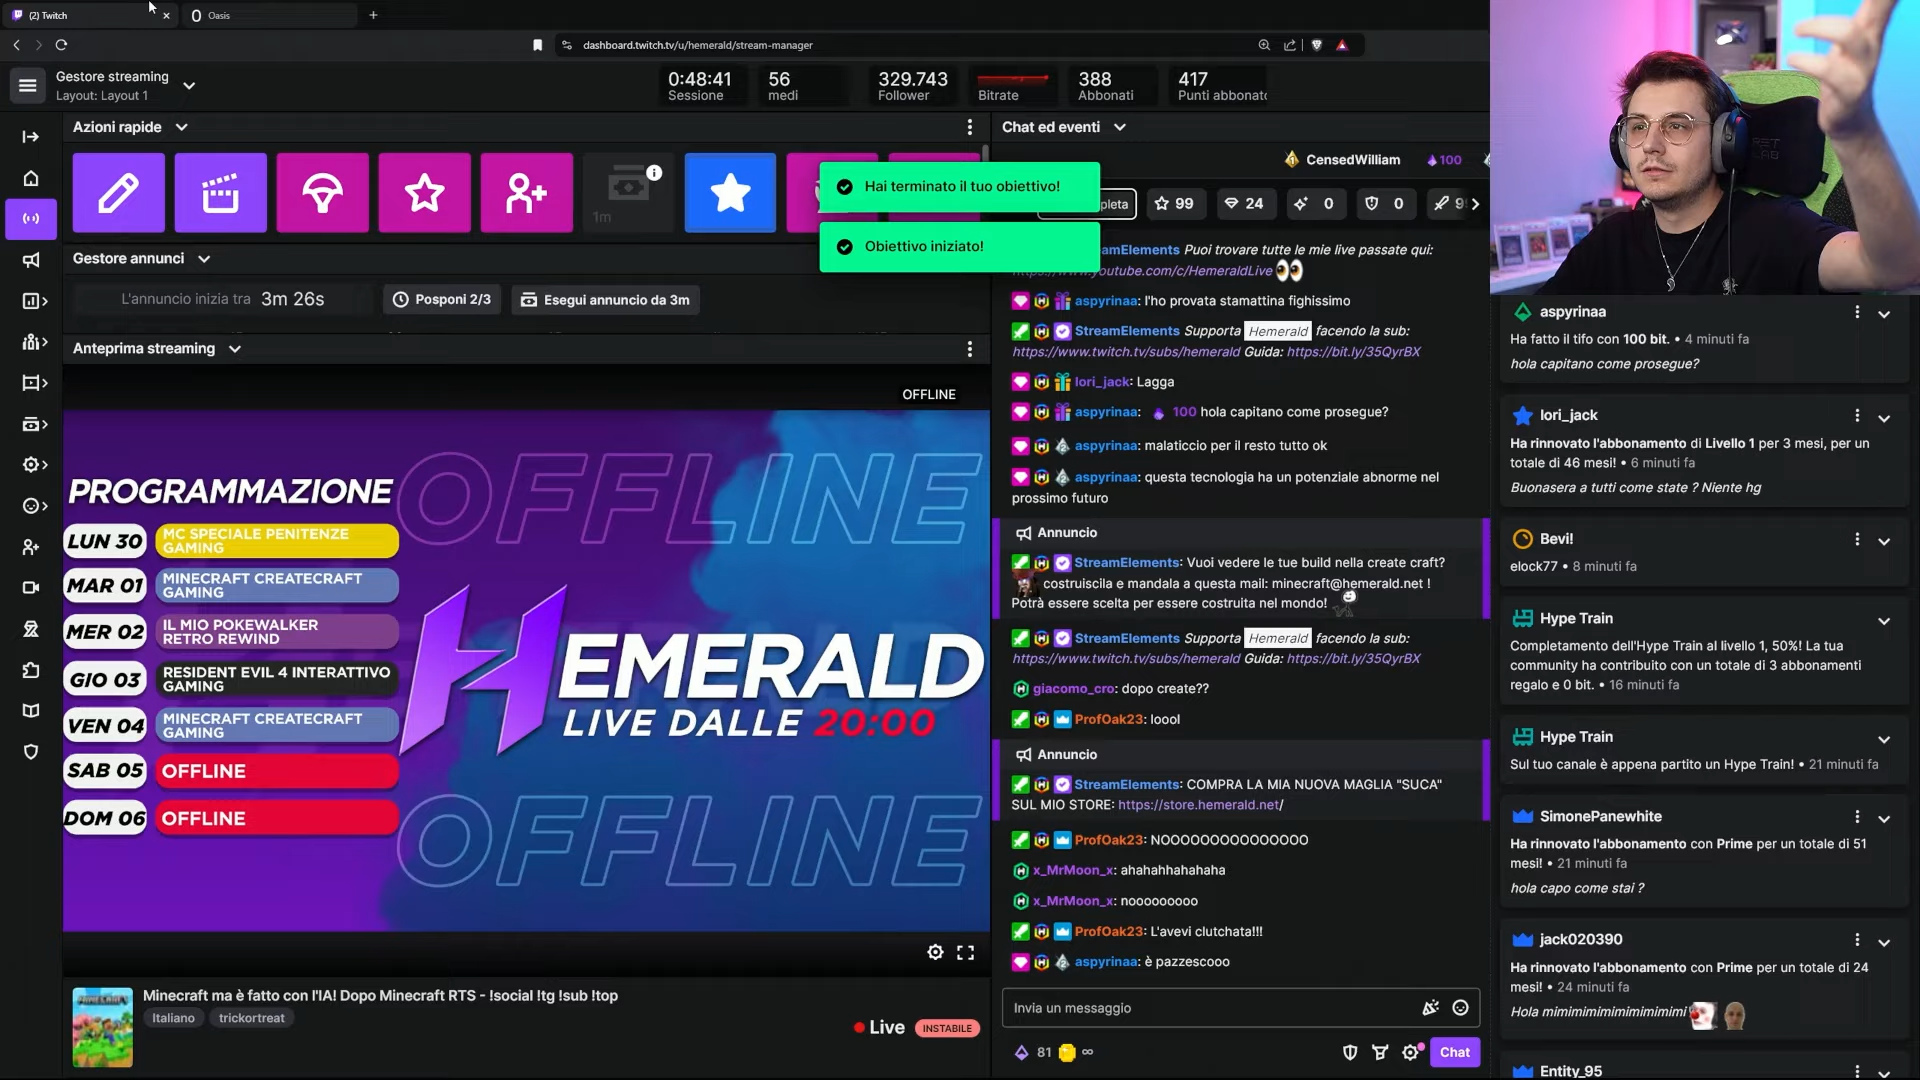 (2) Twitch
Oasis
dashboard.twitch.tv/u/hemerald/stream-manager
Gestore streaming
Layout: Layout 1
0:48:41
Sessione
56
medi
329.743
Follower
Bitrate
388
Abbonati
417
Punti abbonato
Azioni rapide
1m
Gestore annunci
L'annuncio inizia tra 3m 26s
Posponi 2/3
Esegui annuncio da 3m
Anteprima streaming
OFFLINE
PROGRAMMAZIONE
LUN 30
MC SPECIALE PENITENZE
GAMING
MAR 01
MINECRAFT CREATECRAFT
GAMING
MER 02
IL MIO POKEWALKER
RETRO REWIND
GIO 03
RESIDENT EVIL 4 INTERATTIVO
GAMING
VEN 04
MINECRAFT CREATECRAFT
GAMING
SAB 05
OFFLINE
DOM 06
OFFLINE
OFFLINE
HEMERALD
LIVE DALLE 20:00
OFFLINE
Minecraft ma è fatto con l'IA! Dopo Minecraft RTS - !social !tg !sub !top
Italiano
trickortreat
Live
INSTABILE
Hai terminato il tuo obiettivo!
Obiettivo iniziato!
Chat ed eventi
CensedWilliam
100
pleta
99
24
0
0
9
amElements Puoi trovare tutte le mie live passate qui:
youtube.com/c/HemeraldLive
aspyrinaa: l'ho provata stamattina fighissimo
StreamElements Supporta Hemerald facendo la sub:
https://www.twitch.tv/subs/hemerald Guida: https://bit.ly/35QyrBX
lori_jack: Lagga
aspyrinaa: 100 hola capitano come prosegue?
aspyrinaa: malaticcio per il resto tutto ok
aspyrinaa: questa tecnologia ha un potenziale abnorme nel
prossimo futuro
Annuncio
StreamElements: Vuoi vedere le tue build nella create craft?
costruiscila e mandala a questa mail: minecraft@hemerald.net !
Potrà essere scelta per essere costruita nel mondo!
StreamElements Supporta Hemerald facendo la sub:
https://www.twitch.tv/subs/hemerald Guida: https://bit.ly/35QyrBX
giacomo_cro: dopo create??
ProfOak23: loool
Annuncio
StreamElements: COMPRA LA MIA NUOVA MAGLIA "SUCA"
SUL MIO STORE: https://store.hemerald.net/
ProfOak23: NOOOOOOOOOOOOOOO
x_MrMoon_x: ahahahhahahaha
x_MrMoon_x: nooooooooo
ProfOak23: L'avevi clutchata!!!
aspyrinaa: è pazzescooo
Invia un messaggio
81
∞
Chat
aspyrinaa
Ha fatto il tifo con 100 bit. • 4 minuti fa
hola capitano come prosegue?
lori_jack
Ha rinnovato l'abbonamento di Livello 1 per 3 mesi, per un
totale di 46 mesi! • 6 minuti fa
Buonasera a tutti come state ? Niente hg
Bevi!
elock77 • 8 minuti fa
Hype Train
Completamento dell'Hype Train al livello 1, 50%! La tua
community ha contribuito con un totale di 3 abbonamenti
regalo e 0 bit. • 16 minuti fa
Hype Train
Sul tuo canale è appena partito un Hype Train! • 21 minuti fa
SimonePanewhite
Ha rinnovato l'abbonamento con Prime per un totale di 51
mesi! • 21 minuti fa
hola capo come stai ?
jack020390
Ha rinnovato l'abbonamento con Prime per un totale di 24
mesi! • 24 minuti fa
Hola mimimimimimimimimi
Entity_95